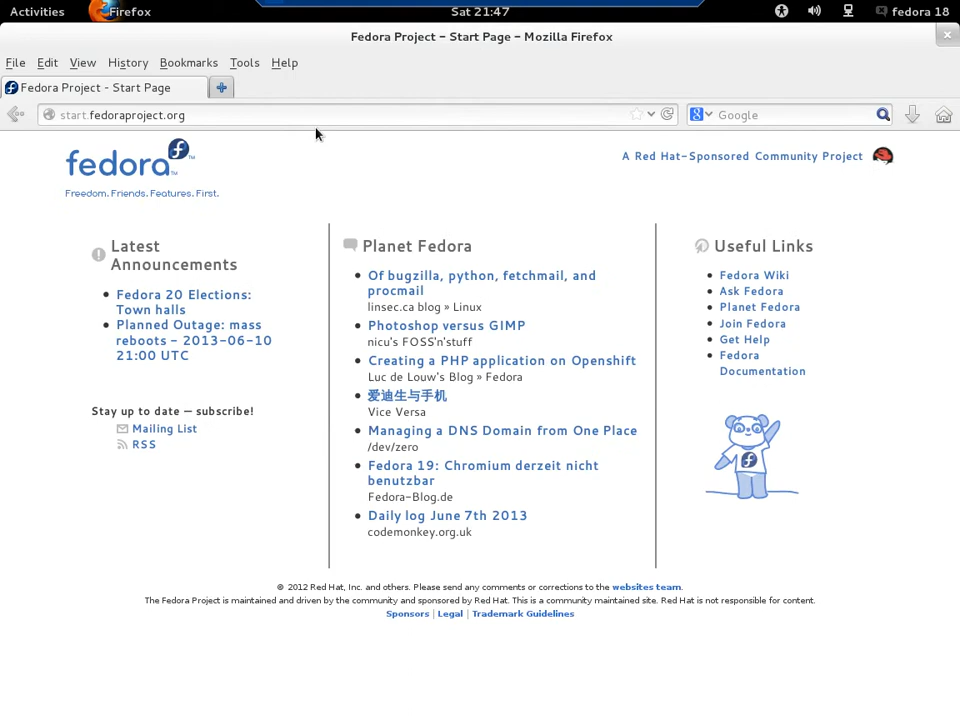 Activities Firefox Sat 21:47 fedora 18
Fedora Project – Start Page – Mozilla Firefox
File Edit View History Bookmarks Tools Help
Fedora Project - Start Page
start.fedoraproject.org
Google
fedora™
Freedom. Friends. Features. First.
A Red Hat-Sponsored Community Project
Latest
Announcements
Fedora 20 Elections:
Town halls
Planned Outage: mass
reboots - 2013-06-10
21:00 UTC
Stay up to date — subscribe!
Mailing List
RSS
Planet Fedora
Of bugzilla, python, fetchmail, and
procmail
linsec.ca blog » Linux
Photoshop versus GIMP
nicu's FOSS'n'stuff
Creating a PHP application on Openshift
Luc de Louw's Blog » Fedora
爱迪生与手机
Vice Versa
Managing a DNS Domain from One Place
/dev/zero
Fedora 19: Chromium derzeit nicht
benutzbar
Fedora-Blog.de
Daily log June 7th 2013
codemonkey.org.uk
Useful Links
Fedora Wiki
Ask Fedora
Planet Fedora
Join Fedora
Get Help
Fedora
Documentation
© 2012 Red Hat, Inc. and others. Please send any comments or corrections to the websites team.
The Fedora Project is maintained and driven by the community and sponsored by Red Hat. This is a community maintained site. Red Hat is not responsible for content.
Sponsors | Legal | Trademark Guidelines